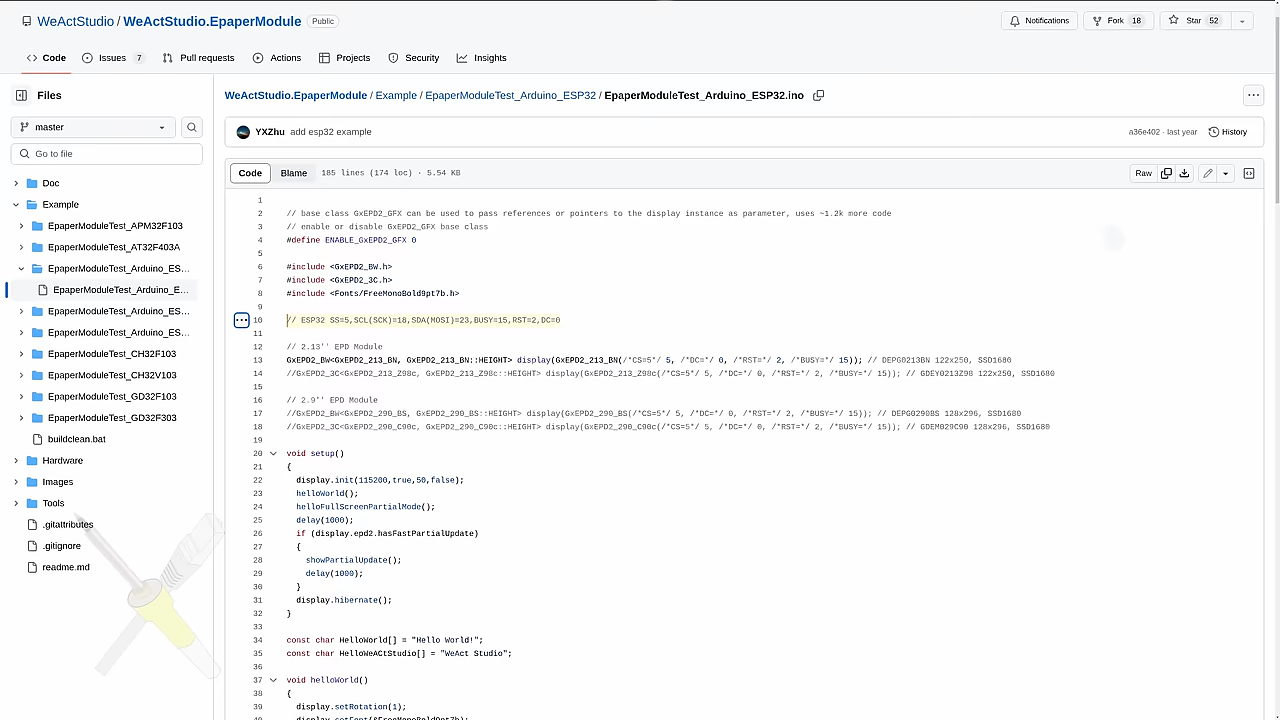 WeActStudio / WeActStudio.EpaperModule Public
Notifications Fork 18 Star 52
Code Issues 7 Pull requests Actions Projects Security Insights
Files
master
Go to file
Doc
Example
EpaperModuleTest_APM32F103
EpaperModuleTest_AT32F403A
EpaperModuleTest_Arduino_ES...
EpaperModuleTest_Arduino_E...
EpaperModuleTest_Arduino_ES...
EpaperModuleTest_Arduino_ES...
EpaperModuleTest_CH32F103
EpaperModuleTest_CH32V103
EpaperModuleTest_GD32F103
EpaperModuleTest_GD32F303
buildclean.bat
Hardware
Images
Tools
.gitattributes
.gitignore
readme.md
WeActStudio.EpaperModule / Example / EpaperModuleTest_Arduino_ESP32 / EpaperModuleTest_Arduino_ESP32.ino
YXZhu add esp32 example
a36e402 · last year History
Code Blame 185 lines (174 loc) · 5.54 KB
Raw
1
2 // base class GxEPD2_GFX can be used to pass references or pointers to the display instance as parameter, uses ~1.2k more code
3 // enable or disable GxEPD2_GFX base class
4 #define ENABLE_GxEPD2_GFX 0
5
6 #include <GxEPD2_BW.h>
7 #include <GxEPD2_3C.h>
8 #include <Fonts/FreeMonoBold9pt7b.h>
9
10 // ESP32 SS=5,SCL(SCK)=18,SDA(MOSI)=23,BUSY=15,RST=2,DC=0
11
12 // 2.13'' EPD Module
13 GxEPD2_BW<GxEPD2_213_BN, GxEPD2_213_BN::HEIGHT> display(GxEPD2_213_BN(/*CS=5*/ 5, /*DC=*/ 0, /*RST=*/ 2, /*BUSY=*/ 15)); // DEPG0213BN 122x250, SSD1680
14 //GxEPD2_3C<GxEPD2_213_Z98c, GxEPD2_213_Z98c::HEIGHT> display(GxEPD2_213_Z98c(/*CS=5*/ 5, /*DC=*/ 0, /*RST=*/ 2, /*BUSY=*/ 15)); // GDEY0213Z98 122x250, SSD1680
15
16 // 2.9'' EPD Module
17 //GxEPD2_BW<GxEPD2_290_BS, GxEPD2_290_BS::HEIGHT> display(GxEPD2_290_BS(/*CS=5*/ 5, /*DC=*/ 0, /*RST=*/ 2, /*BUSY=*/ 15)); // DEPG0290BS 128x296, SSD1680
18 //GxEPD2_3C<GxEPD2_290_C90c, GxEPD2_290_C90c::HEIGHT> display(GxEPD2_290_C90c(/*CS=5*/ 5, /*DC=*/ 0, /*RST=*/ 2, /*BUSY=*/ 15)); // GDEM029C90 128x296, SSD1680
19
20 void setup()
21 {
22 display.init(115200,true,50,false);
23 helloWorld();
24 helloFullScreenPartialMode();
25 delay(1000);
26 if (display.epd2.hasFastPartialUpdate)
27 {
28 showPartialUpdate();
29 delay(1000);
30 }
31 display.hibernate();
32 }
33
34 const char HelloWorld[] = "Hello World!";
35 const char HelloWeACtStudio[] = "WeAct Studio";
36
37 void helloWorld()
38 {
39 display.setRotation(1);
40 display.setFont(&FreeMonoBold9pt7b);